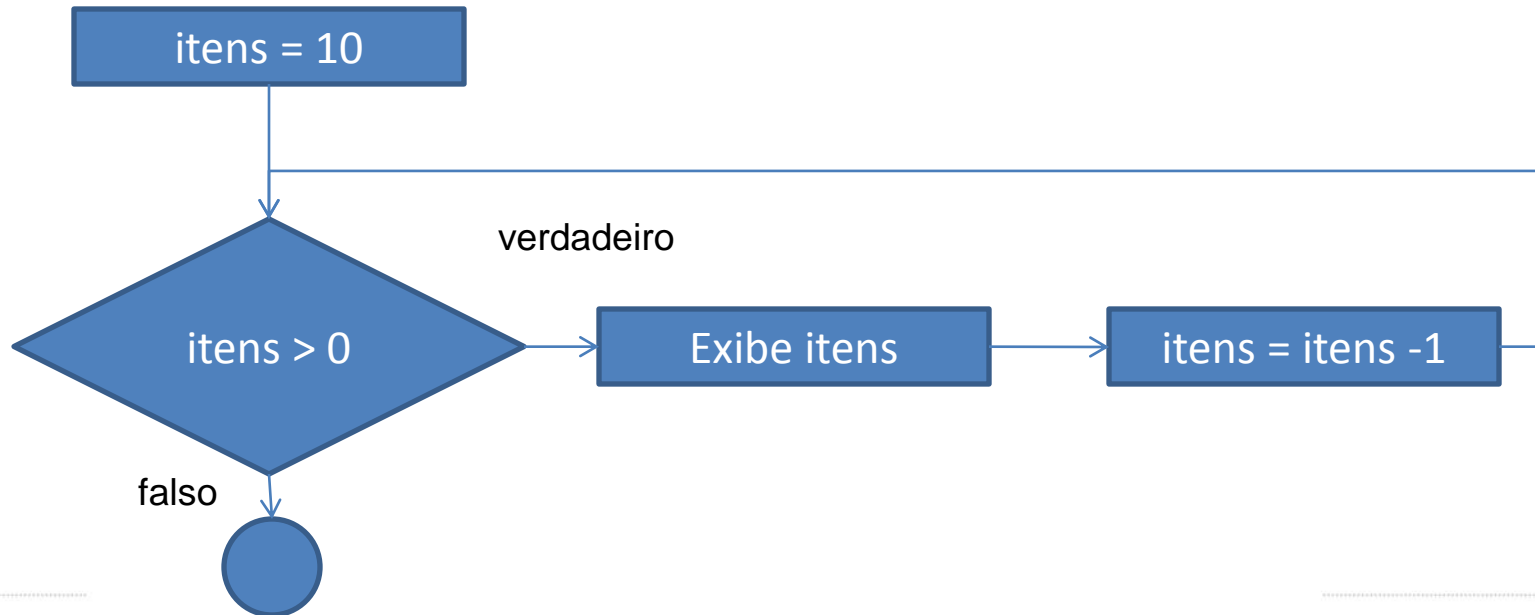 itens = 10
verdadeiro
itens > 0
Exibe itens
itens = itens -1
falso